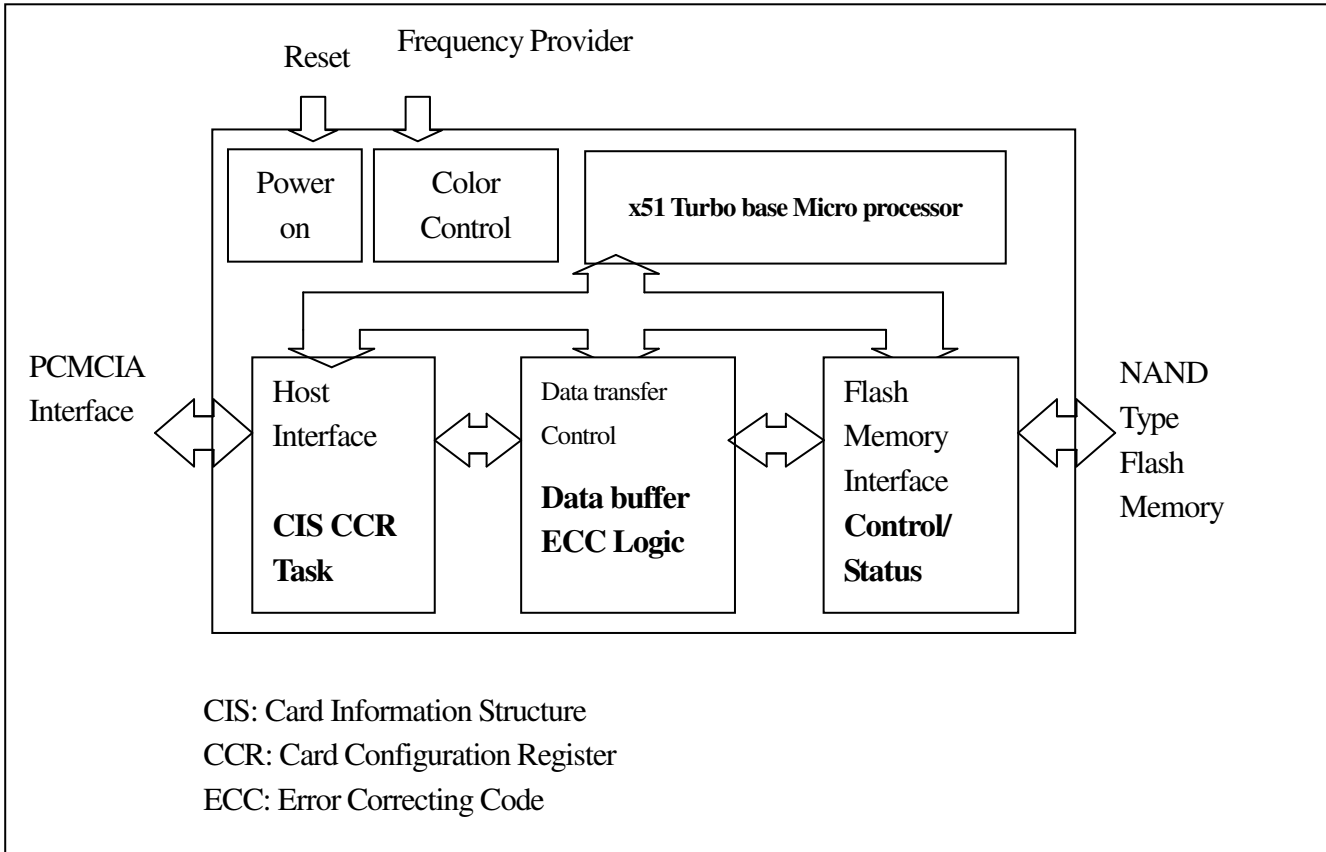 Reset
Frequency Provider
Power
on
Color
Control
x51 Turbo base Micro processor
PCMCIA
Interface
Host
Interface
CIS CCR
Task
Data transfer
Control
Data buffer
ECC Logic
Flash
Memory
Interface
Control/
Status
NAND
Type
Flash
Memory
CIS: Card Information Structure
CCR: Card Configuration Register
ECC: Error Correcting Code